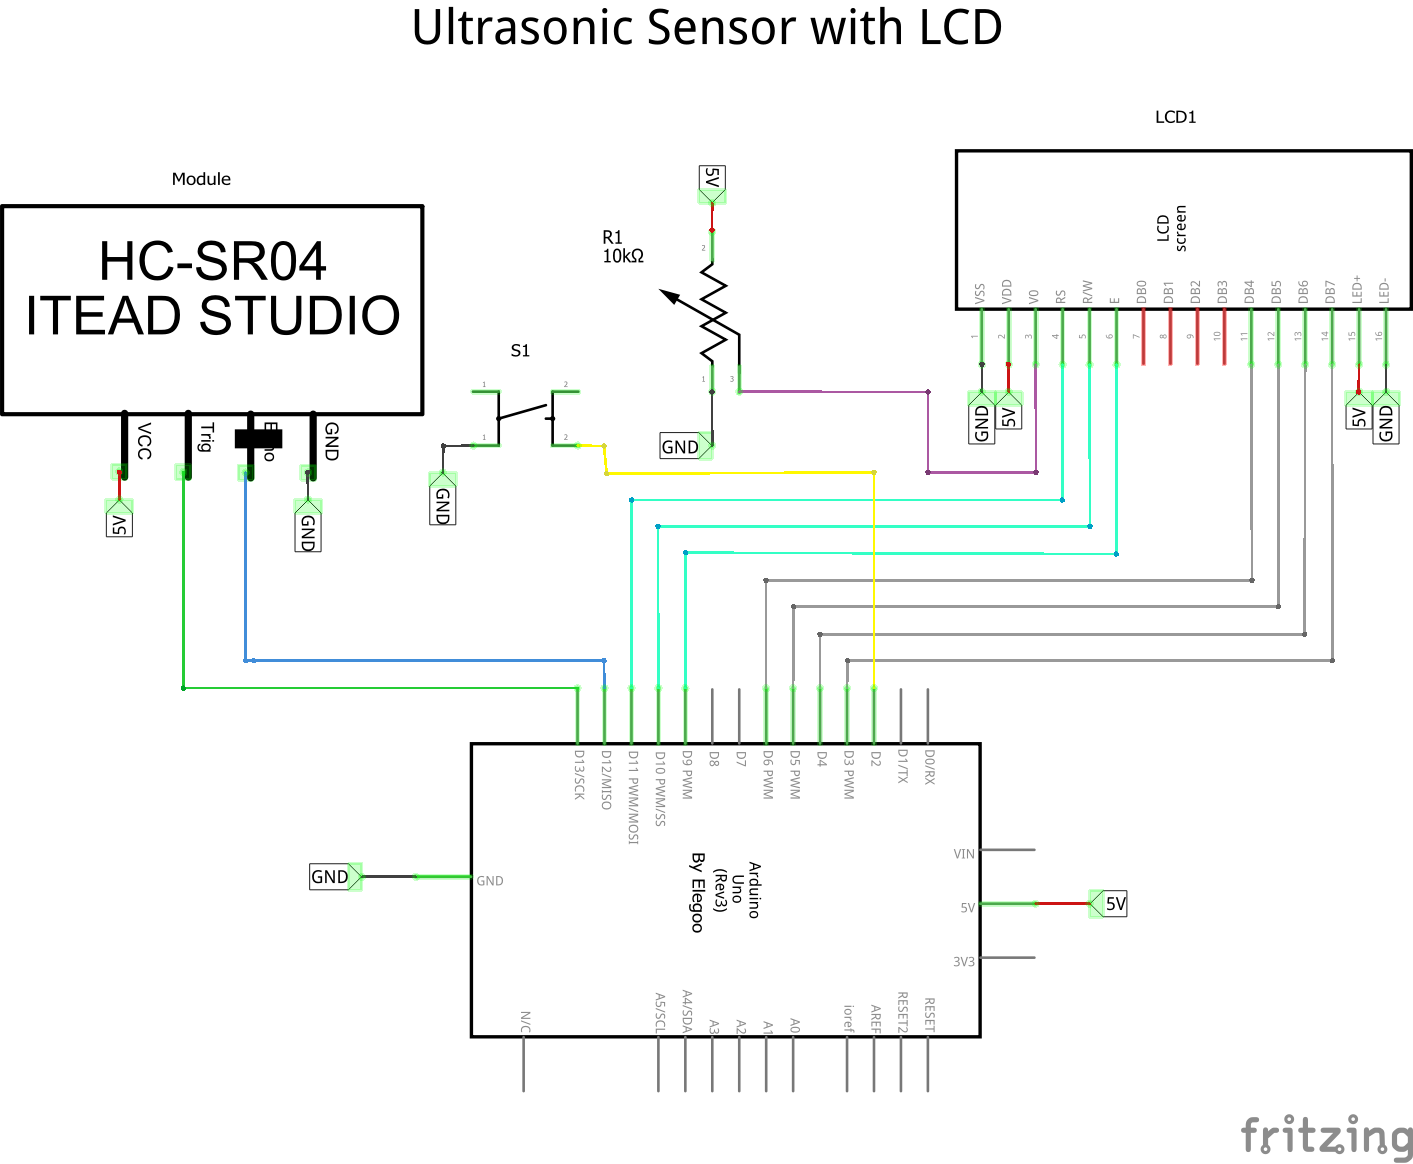 Ultrasonic Sensor with LCD
LCD1
Module
HC-SR04
ITEAD STUDIO
VCC
Trig
GND
5V
GND
S1
1
2
1
2
GND
5V
R1
10kΩ
2
1
3
GND
LCD
screen
VSS
VDD
V0
RS
R/W
E
DB0
DB1
DB2
DB3
DB4
DB5
DB6
DB7
LED+
LED-
1
2
3
4
5
6
7
8
9
10
11
12
13
14
15
16
GND
5V
5V
GND
D13/SCK
D12/MISO
D11 PWM/MOSI
D10 PWM/SS
D9 PWM
D8
D7
D6 PWM
D5 PWM
D4
D3 PWM
D2
D1/TX
D0/RX
Arduino
Uno
(Rev3)
By Elegoo
GND
GND
VIN
5V
5V
3V3
N/C
A5/SCL
A4/SDA
A3
A2
A1
A0
ioref
AREF
RESET2
RESET
fritzing